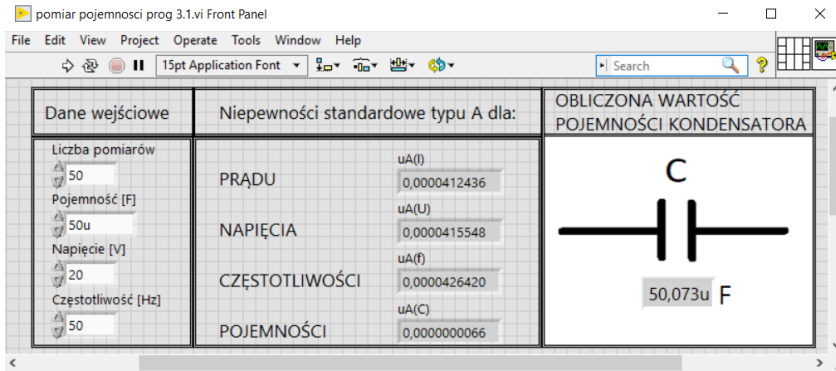 pomiar pojemnosci prog 3.1.vi Front Panel
File Edit View Project Operate Tools Window Help
15pt Application Font
Search
Dane wejściowe
Niepewności standardowe typu A dla:
OBLICZONA WARTOŚĆ
POJEMNOŚCI KONDENSATORA
Liczba pomiarów
50
Pojemność [F]
50u
Napięcie [V]
20
Częstotliwość [Hz]
50
uA(I)
PRĄDU 0,0000412436
uA(U)
NAPIĘCIA 0,0000415548
uA(f)
CZĘSTOTLIWOŚCI 0,0000426420
uA(C)
POJEMNOŚCI 0,0000000066
C
50,073u F